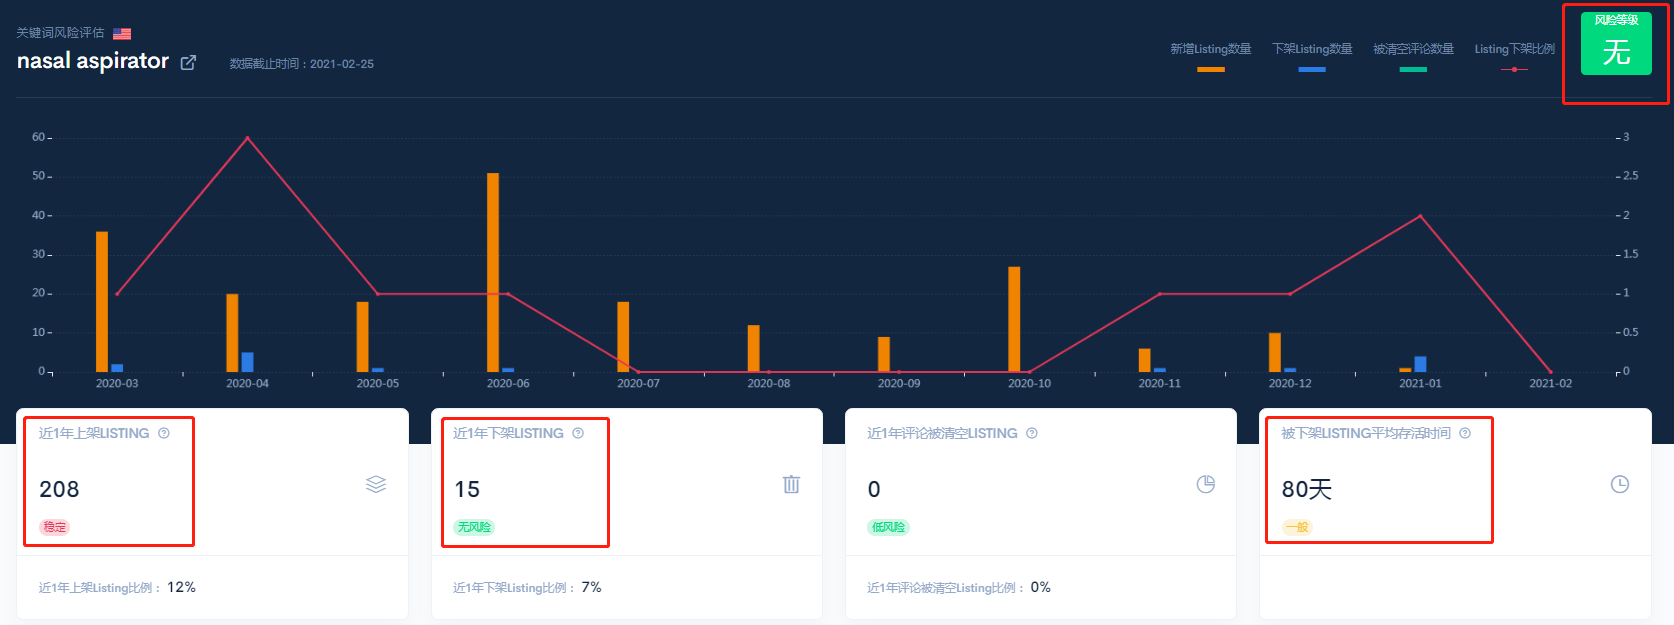 关键词风险评估
nasal aspirator
数据截止时间：2021-02-25
新增Listing数量
下架Listing数量
被清空评论数量
Listing下架比例
风险等级
无
60
50
40
30
20
10
0
3
2.5
2
1.5
1
0.5
0
2020-03
2020-04
2020-05
2020-06
2020-07
2020-08
2020-09
2020-10
2020-11
2020-12
2021-01
2021-02
近1年上架LISTING
208
稳定
近1年上架Listing比例： 12%
近1年下架LISTING
15
无风险
近1年下架Listing比例： 7%
近1年评论被清空LISTING
0
低风险
近1年评论被清空Listing比例： 0%
被下架LISTING平均存活时间
80天
一般